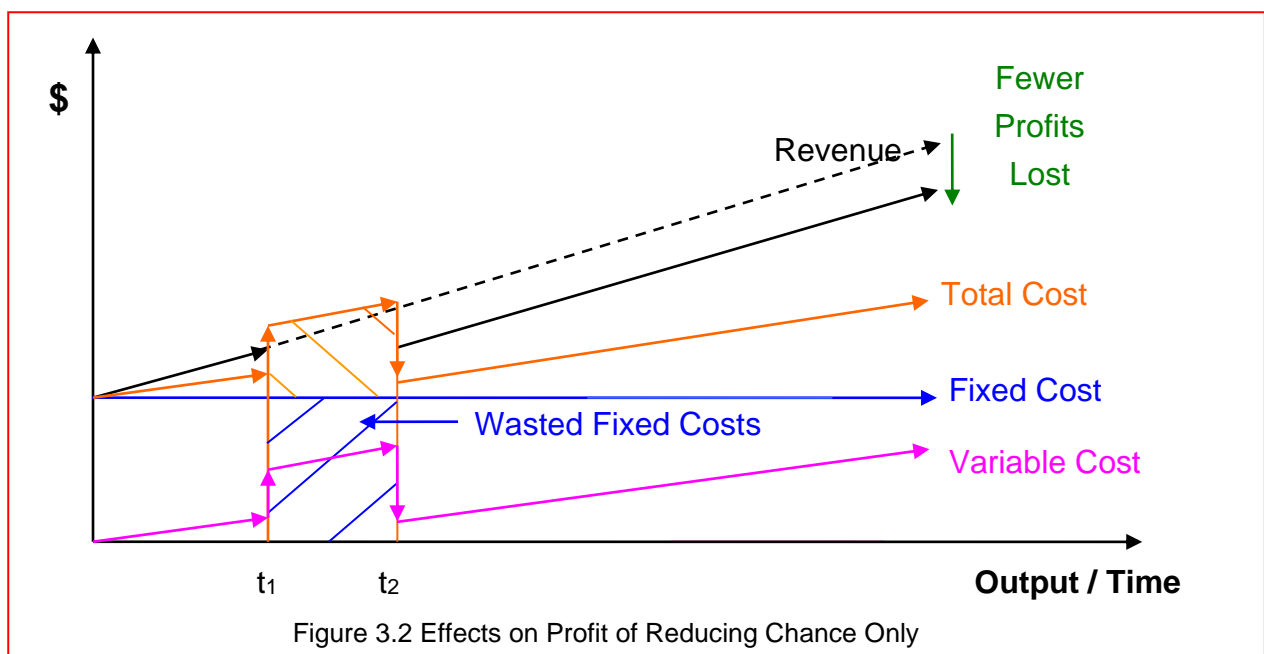 $
Fewer
Profits
Lost
Revenue
Total Cost
Fixed Cost
Wasted Fixed Costs
Variable Cost
t1
t2
Output / Time
Figure 3.2 Effects on Profit of Reducing Chance Only